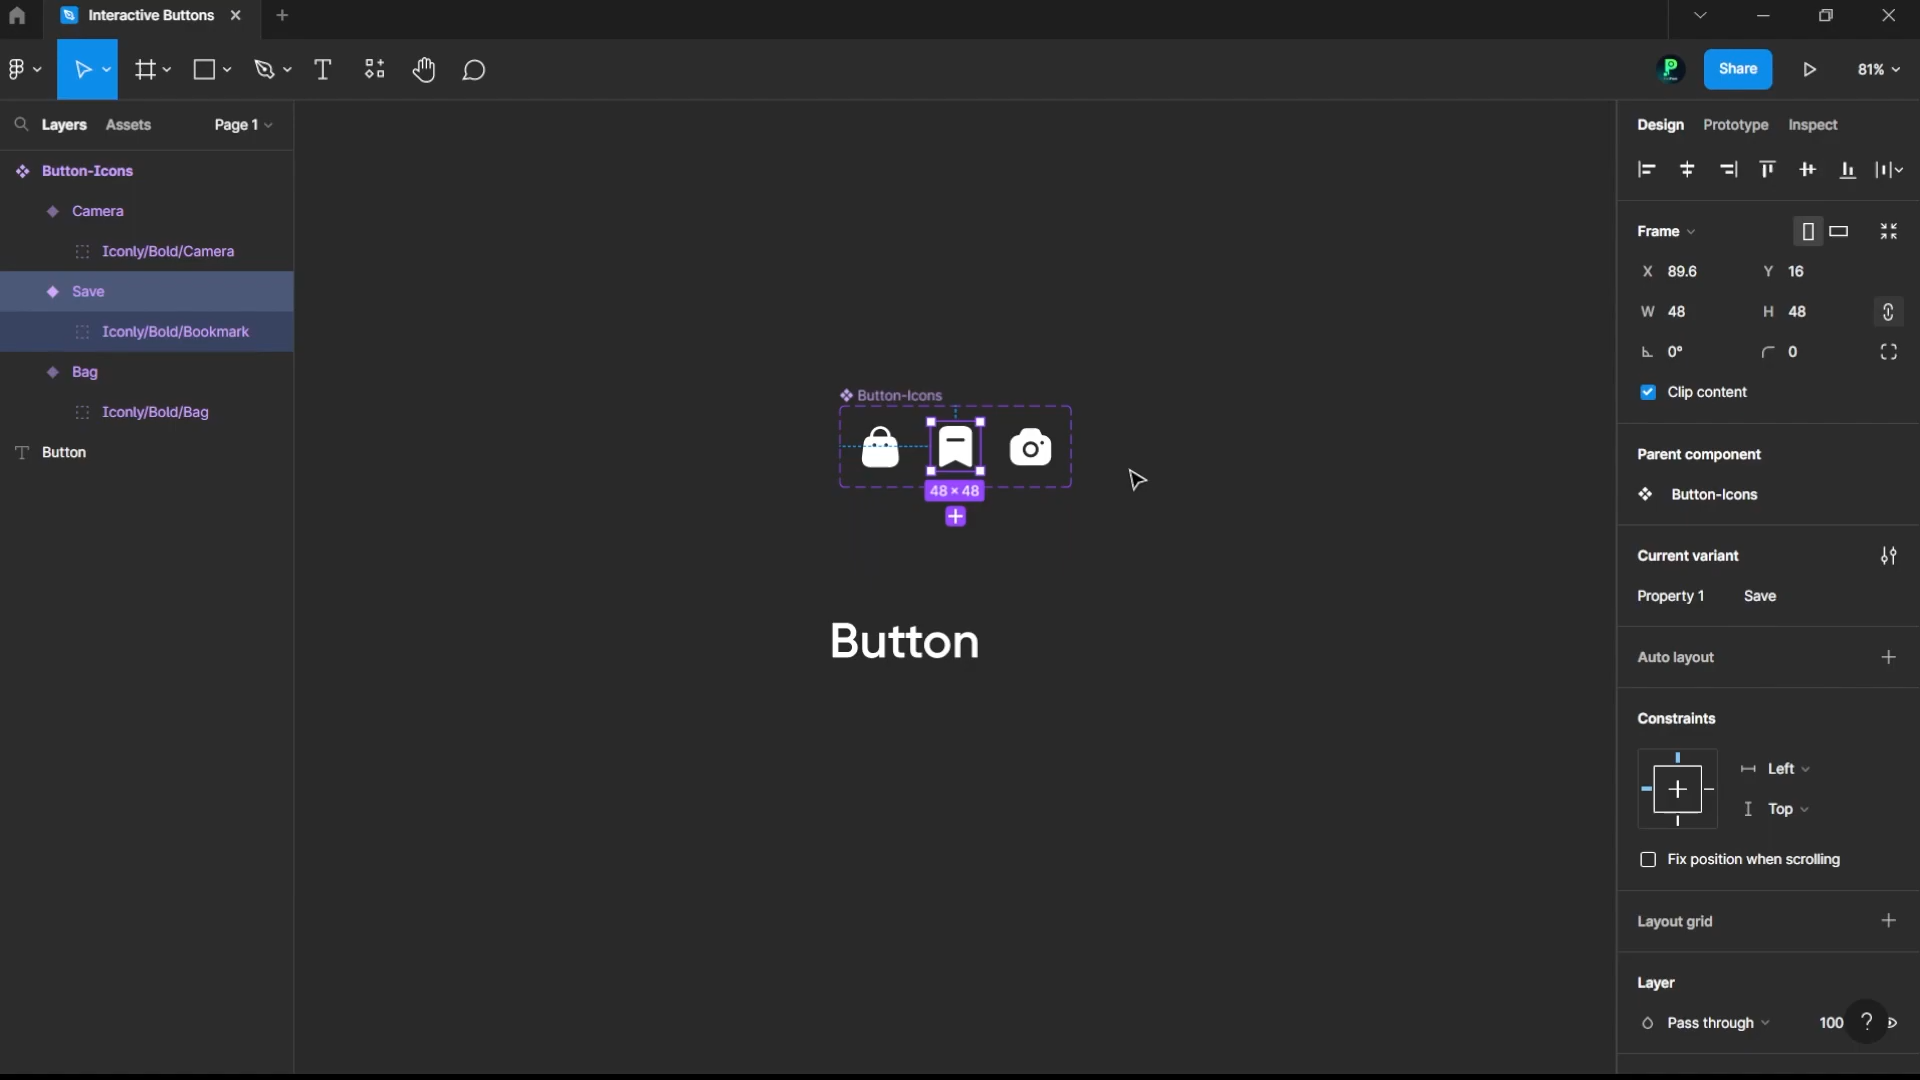 Interactive Buttons
Share
81%
Layers Assets Page 1
Button-Icons
Camera
Iconly/Bold/Camera
Save
Iconly/Bold/Bookmark
Bag
Iconly/Bold/Bag
Button
Button-Icons
48 × 48
Button
Design Prototype Inspect
Frame
X 89.6 Y 16
W 48 H 48
0° 0
Clip content
Parent component
Button-Icons
Current variant
Property 1 Save
Auto layout
Constraints
Left
Top
Fix position when scrolling
Layout grid
Layer
Pass through 100
?